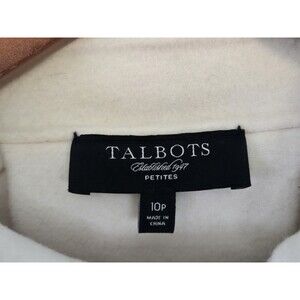 TALBOTS
Established 1947
PETITES
10P
MADE IN
CHINA